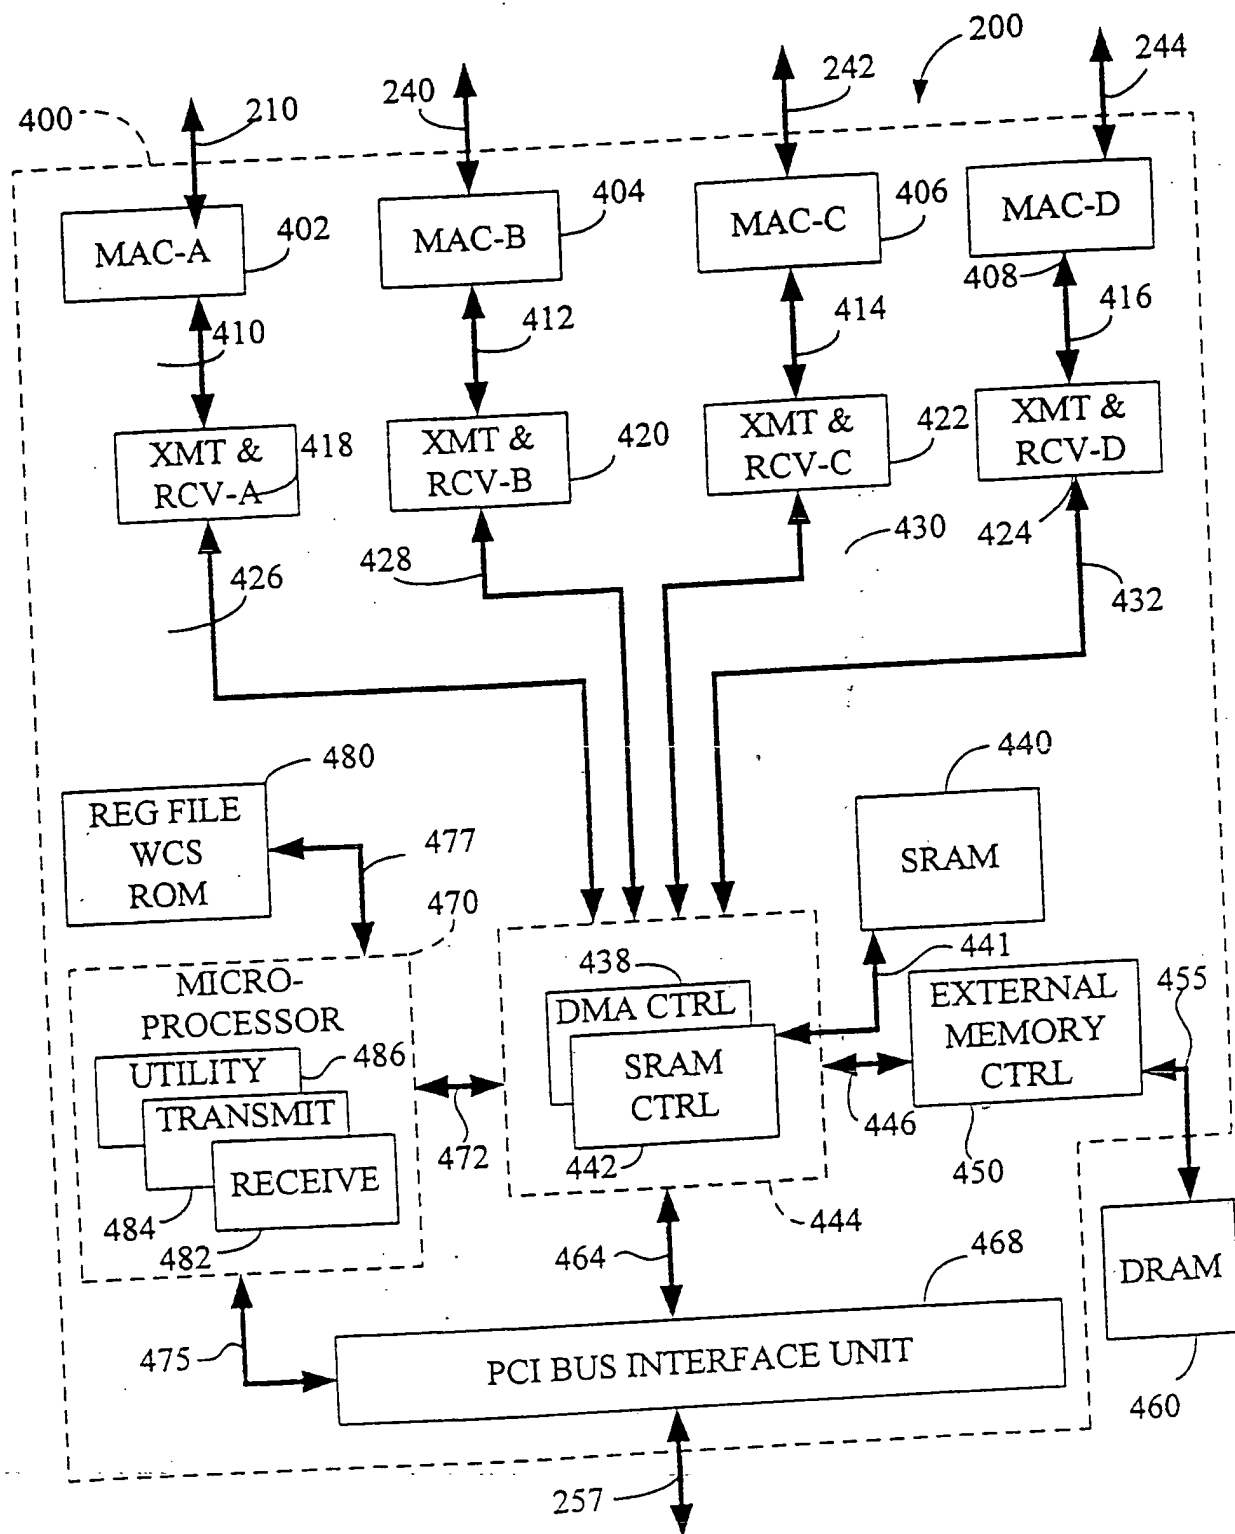 200
210
240
242
244
400
MAC-A
402
MAC-B
404
MAC-C
406
MAC-D
408
410
412
414
416
XMT &
RCV-A
418
XMT &
RCV-B
420
XMT &
RCV-C
422
XMT &
RCV-D
424
426
428
430
432
480
REG FILE
WCS
ROM
477
470
440
SRAM
441
438
DMA CTRL
SRAM
CTRL
442
444
EXTERNAL
MEMORY
CTRL
455
446
450
MICRO-
PROCESSOR
UTILITY
486
TRANSMIT
RECEIVE
484
482
472
464
468
DRAM
460
475
PCI BUS INTERFACE UNIT
257